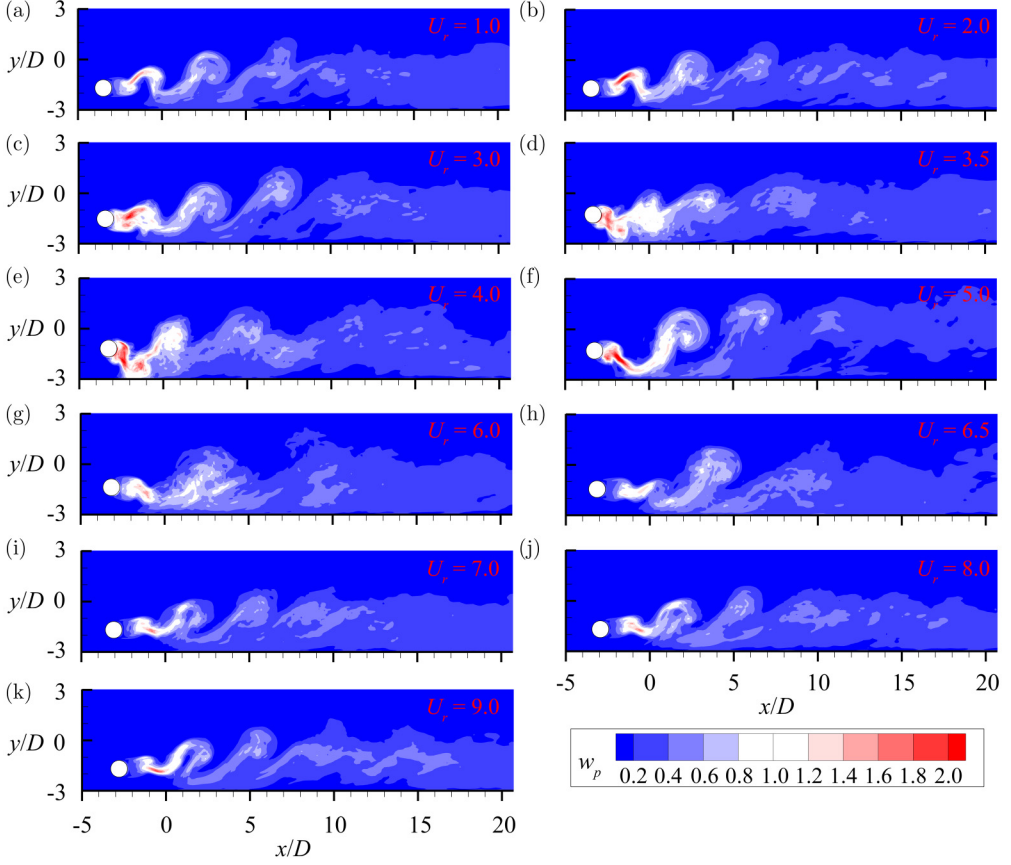 (a) 3 y/D 0 -3 U_r = 1.0
(b) U_r = 2.0
(c) 3 y/D 0 -3 U_r = 3.0
(d) U_r = 3.5
(e) 3 y/D 0 -3 U_r = 4.0
(f) U_r = 5.0
(g) 3 y/D 0 -3 U_r = 6.0
(h) U_r = 6.5
(i) 3 y/D 0 -3 U_r = 7.0
(j) U_r = 8.0
-5 0 5 10 15 20
x/D
(k) 3 y/D 0 -3 U_r = 9.0
-5 0 5 10 15 20
x/D
w_p 0.2 0.4 0.6 0.8 1.0 1.2 1.4 1.6 1.8 2.0